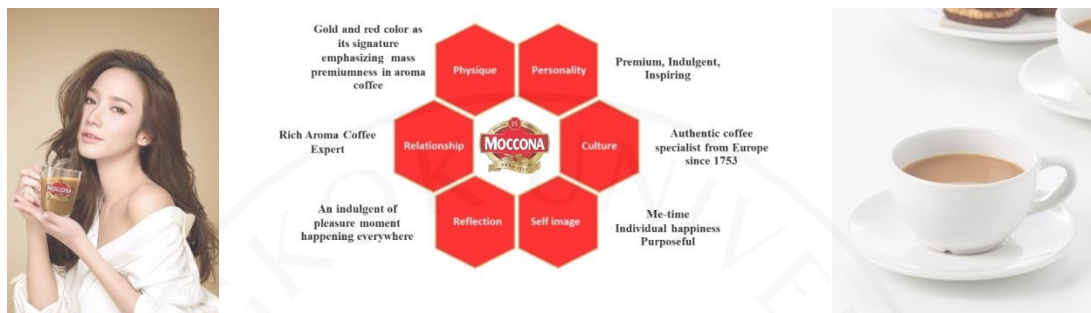 Gold and red color as
its signature
emphasizing mass
premiumness in aroma
coffee
Physique
Personality
Premium, Indulgent,
Inspiring
Rich Aroma Coffee
Expert
Relationship
MOCCONA
Culture
Authentic coffee
specialist from Europe
since 1753
An indulgent of
pleasure moment
happening everywhere
Reflection
Self image
Me-time
Individual happiness
Purposeful
MOCCONA